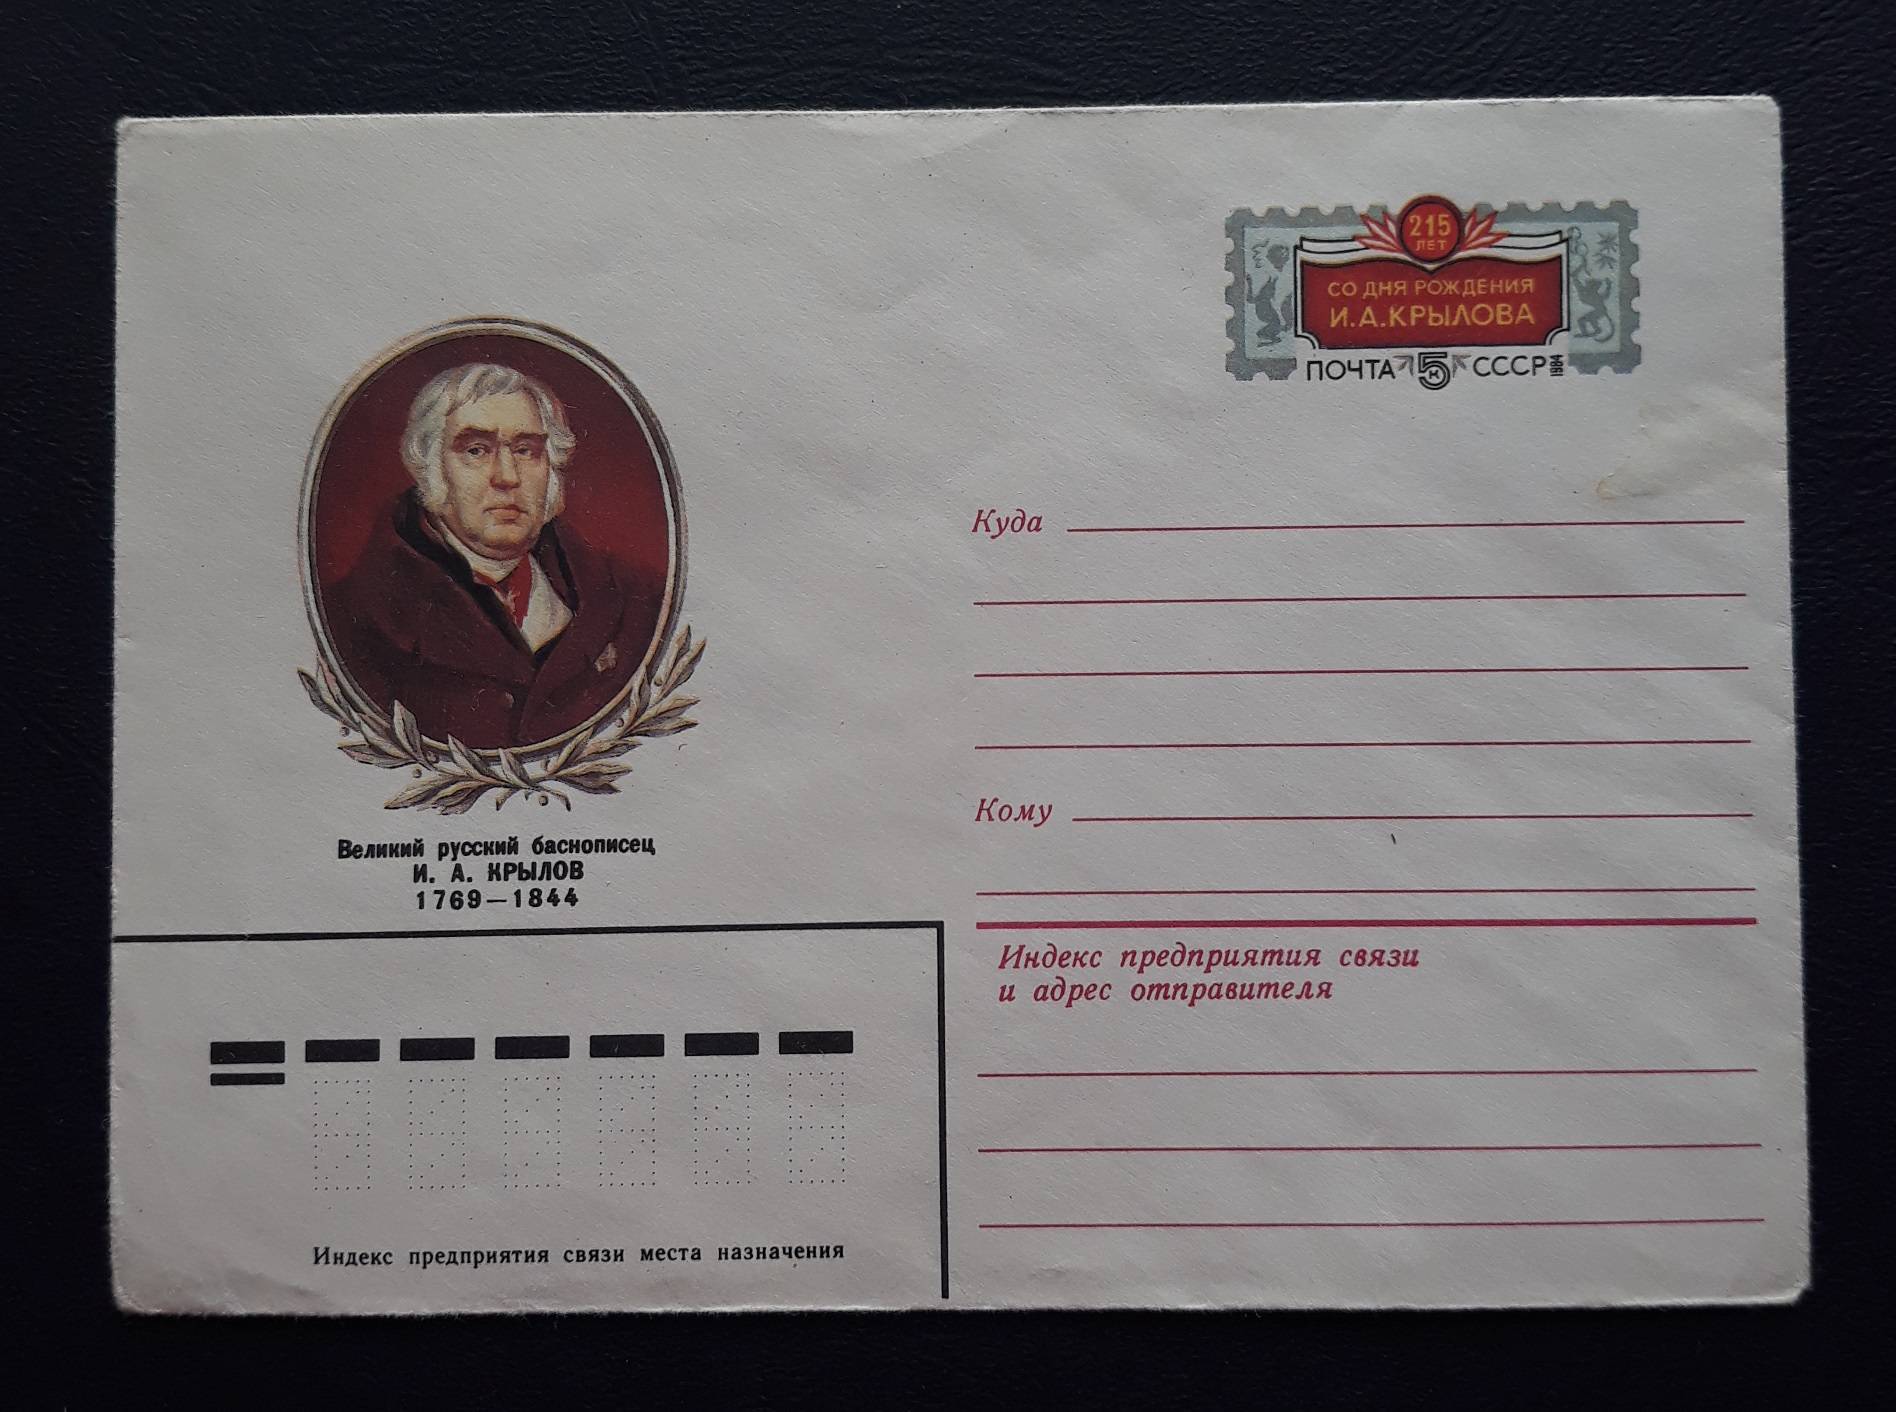 215
ЛЕТ
СО ДНЯ РОЖДЕНИЯ
И.А.КРЫЛОВА
ПОЧТА 5 К СССР 1984
Великий русский баснописец
И. А. КРЫЛОВ
1769—1844
Куда
Кому
Индекс предприятия связи
и адрес отправителя
Индекс предприятия связи места назначения